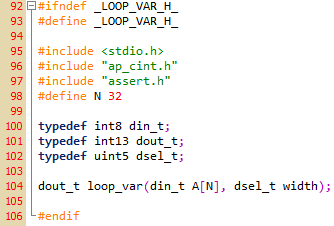 92 #ifndef _LOOP_VAR_H_
93 #define _LOOP_VAR_H_
94
95 #include <stdio.h>
96 #include "ap_cint.h"
97 #include "assert.h"
98 #define N 32
99
100 typedef int8 din_t;
101 typedef int13 dout_t;
102 typedef uint5 dsel_t;
103
104 dout_t loop_var(din_t A[N], dsel_t width);
105
106 #endif